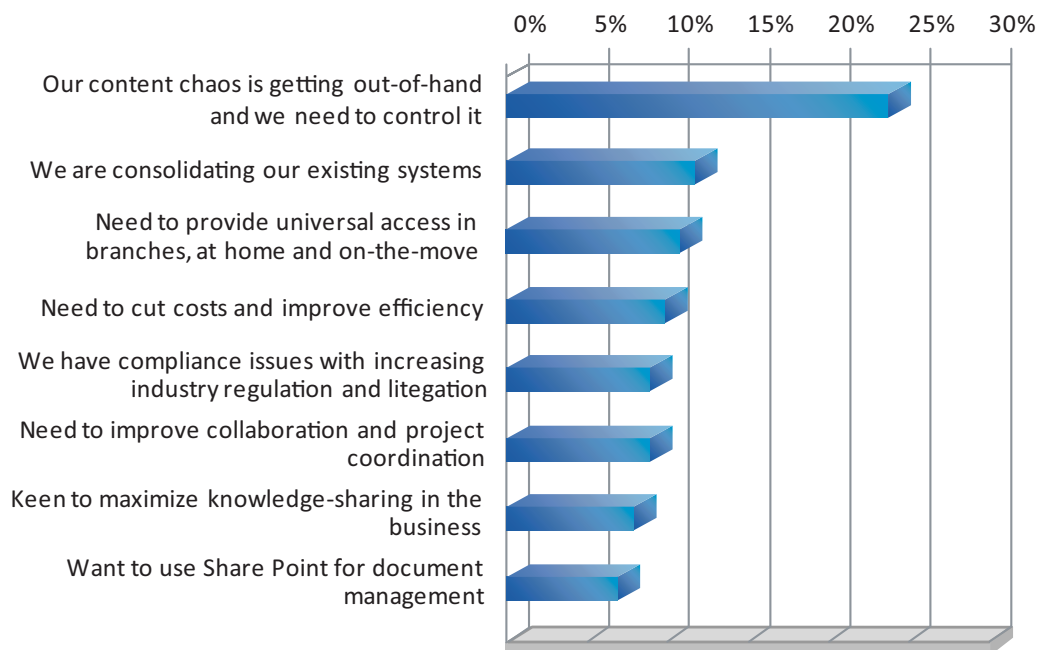 0% 5% 10% 15% 20% 25% 30%
Our content chaos is getting out-of-hand
and we need to control it
We are consolidating our existing systems
Need to provide universal access in
branches, at home and on-the-move
Need to cut costs and improve efficiency
We have compliance issues with increasing
industry regulation and litegation
Need to improve collaboration and project
coordination
Keen to maximize knowledge-sharing in the
business
Want to use Share Point for document
management